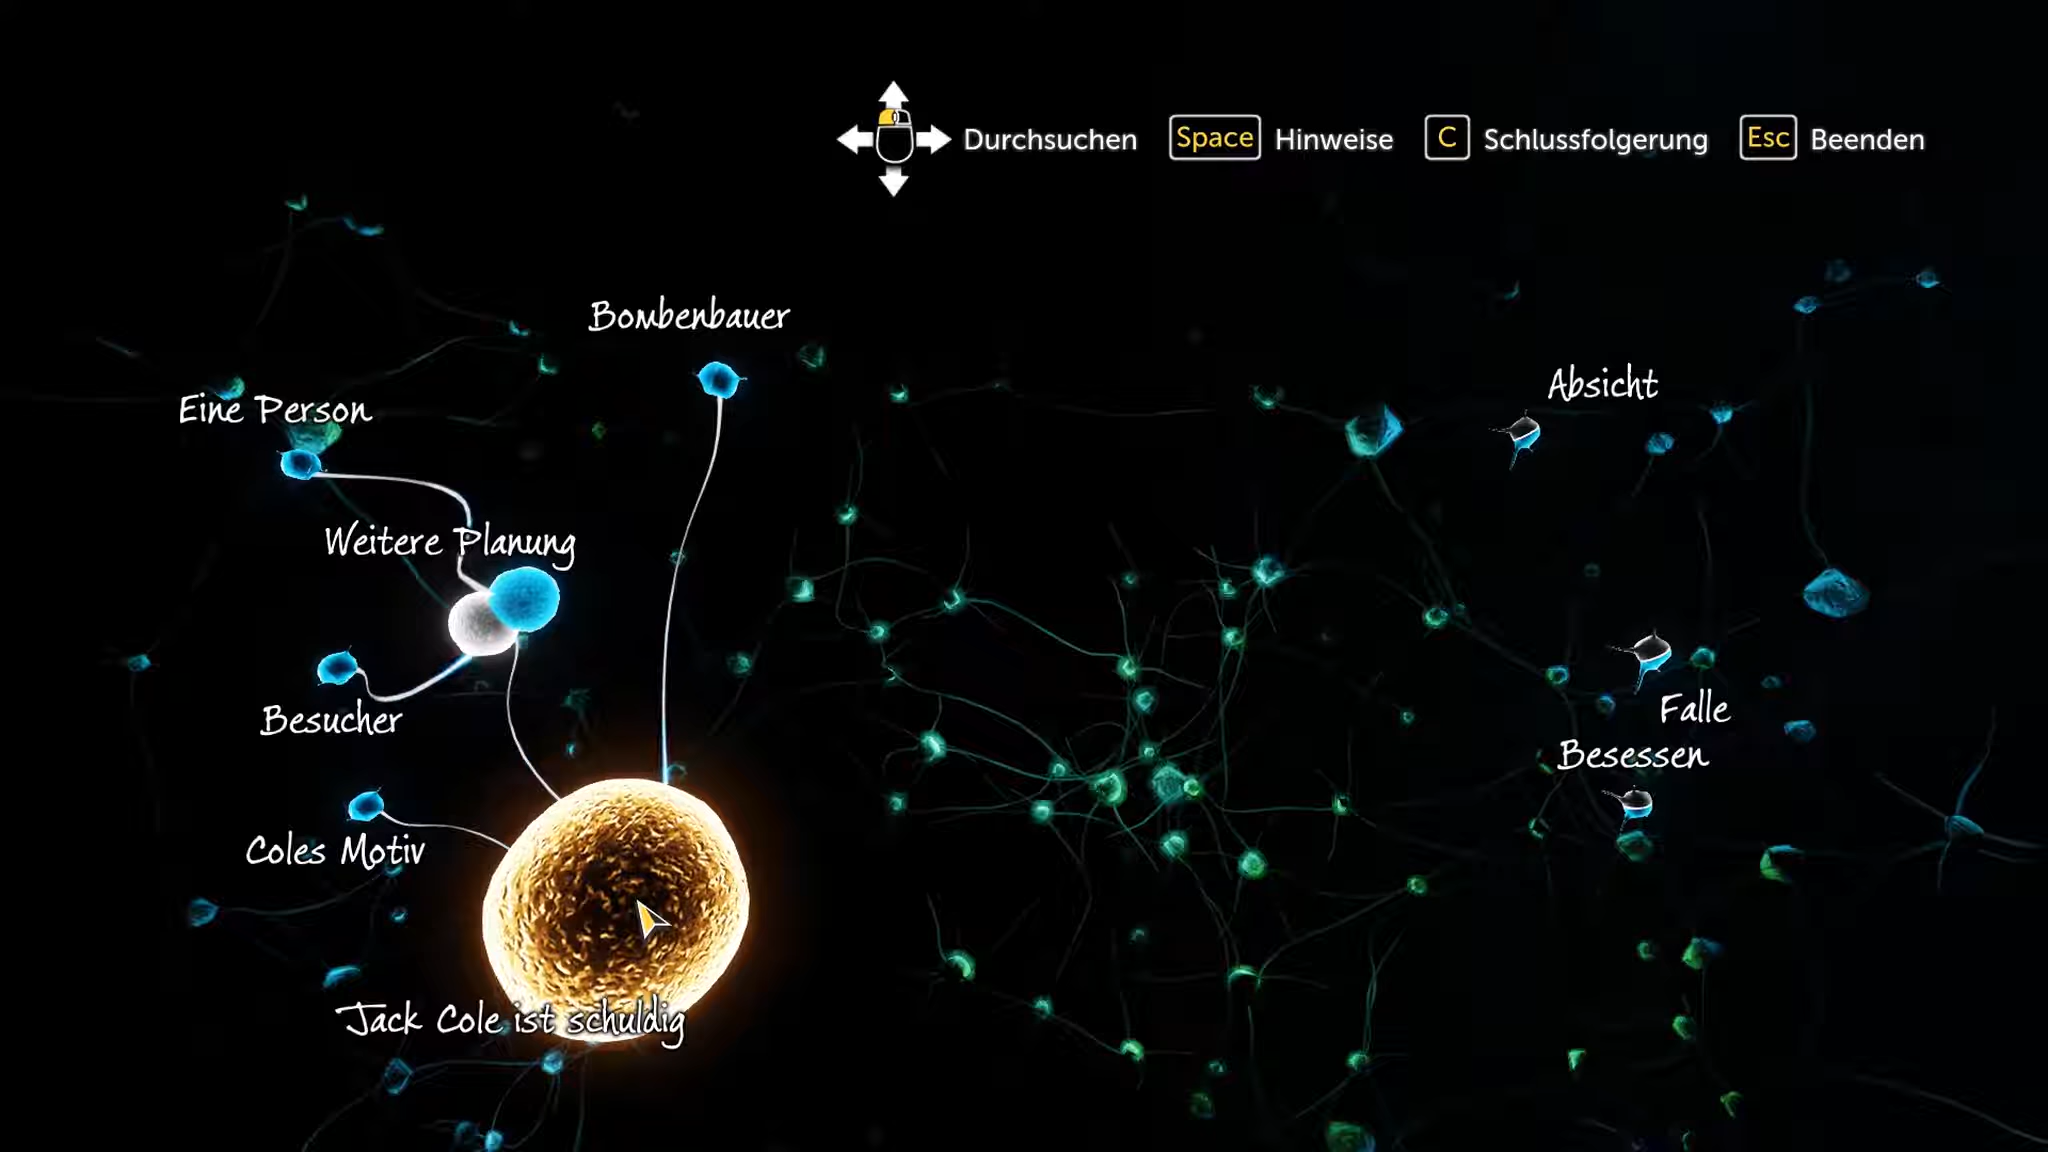 Durchsuchen Space Hinweise C Schlussfolgerung Esc Beenden
Bombenbauer
Absicht
Eine Person
Weitere Planung
Besucher
Falle
Besessen
Coles Motiv
Jack Cole ist schuldig